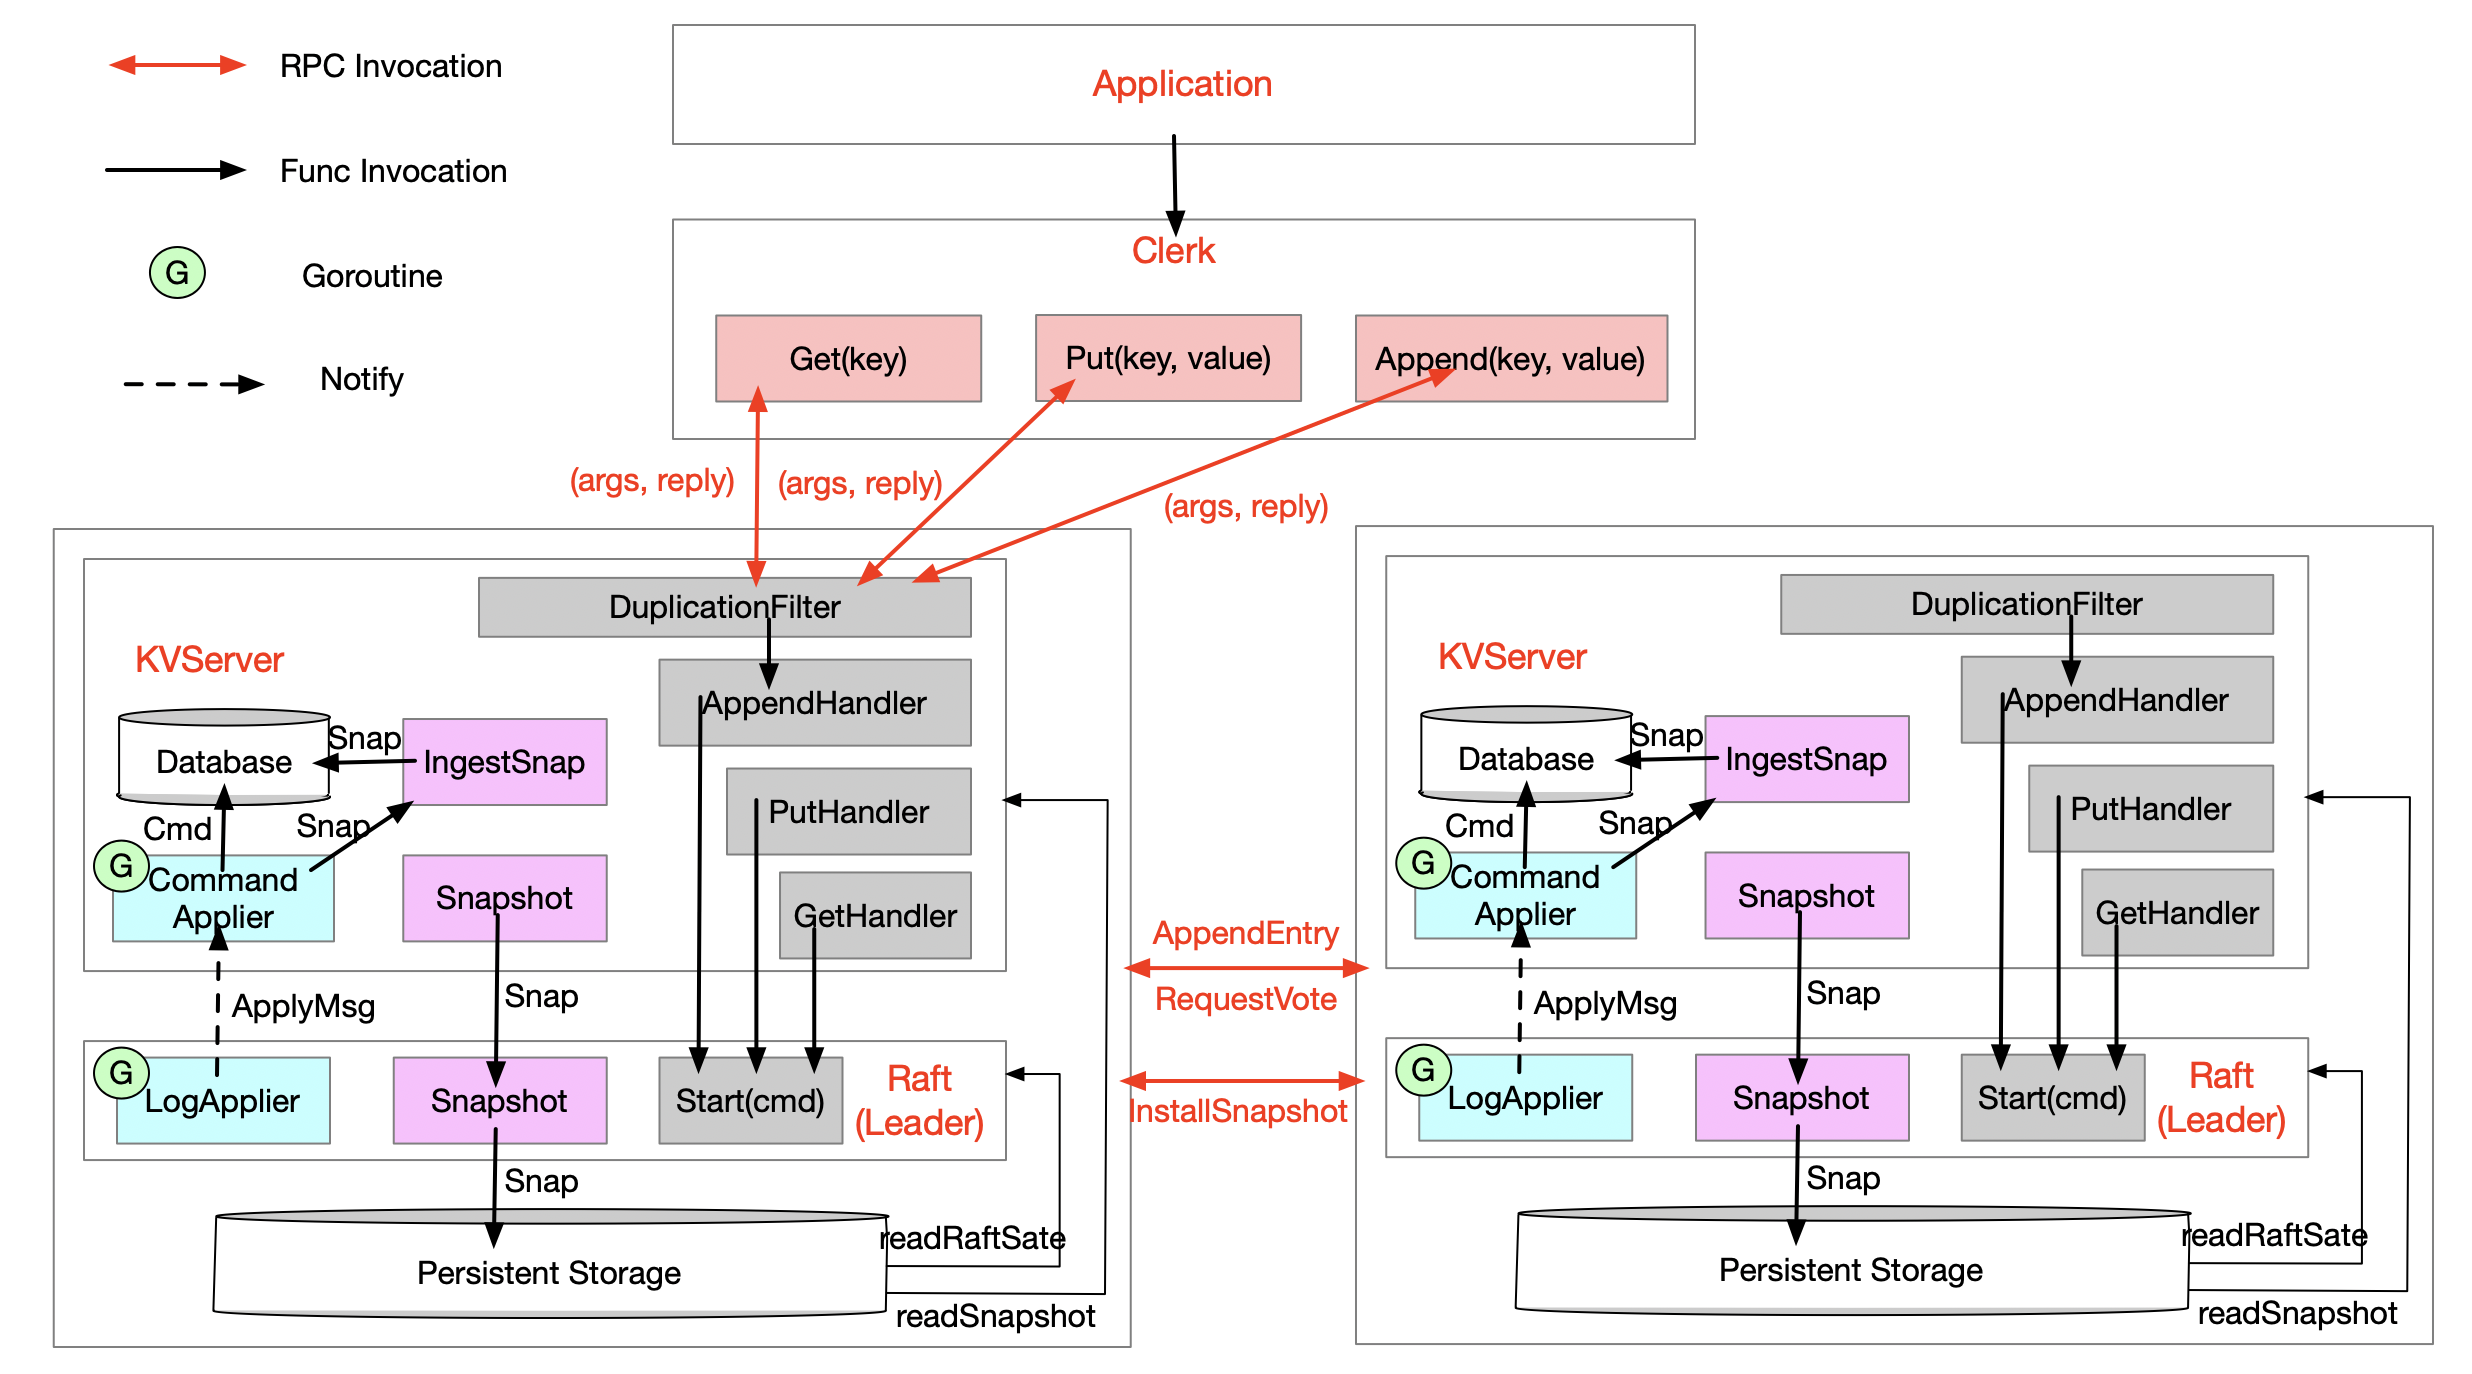 RPC Invocation
Func Invocation
G
Goroutine
Notify
Application
Clerk
Get(key)
Put(key, value)
Append(key, value)
(args, reply)
(args, reply)
(args, reply)
DuplicationFilter
KVServer
AppendHandler
Database
Snap
IngestSnap
PutHandler
Cmd
Snap
G
Command
Applier
Snapshot
GetHandler
ApplyMsg
Snap
G
LogApplier
Snapshot
Start(cmd)
Raft
(Leader)
Snap
readRaftSate
Persistent Storage
readSnapshot
AppendEntry
RequestVote
InstallSnapshot
DuplicationFilter
KVServer
AppendHandler
Database
Snap
IngestSnap
PutHandler
Cmd
Snap
G
Command
Applier
Snapshot
GetHandler
ApplyMsg
Snap
G
LogApplier
Snapshot
Start(cmd)
Raft
(Leader)
Snap
readRaftSate
Persistent Storage
readSnapshot